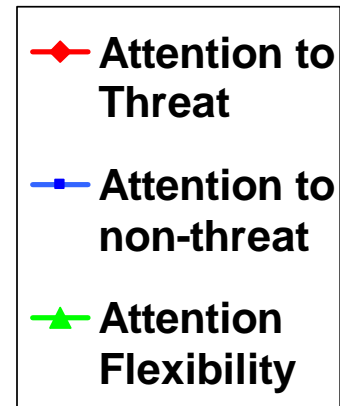 Attention to
Threat
Attention to
non-threat
Attention
Flexibility